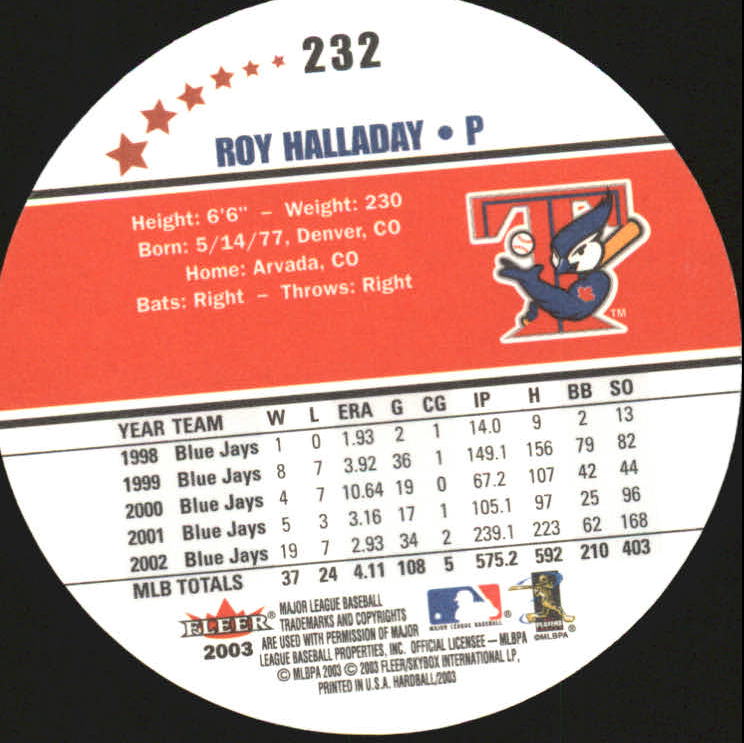 232
ROY HALLADAY • P
Height: 6'6" – Weight: 230
Born: 5/14/77, Denver, CO
Home: Arvada, CO
Bats: Right – Throws: Right
T
TM
YEAR TEAM W L ERA G CG IP H BB SO
1998 Blue Jays 1 0 1.93 2 1 14.0 9 2 13
1999 Blue Jays 8 7 3.92 36 1 149.1 156 79 82
2000 Blue Jays 4 7 10.64 19 0 67.2 107 42 44
2001 Blue Jays 5 3 3.16 17 1 105.1 97 25 96
2002 Blue Jays 19 7 2.93 34 2 239.1 223 62 168
MLB TOTALS 37 24 4.11 108 5 575.2 592 210 403
FLEER®
2003
MAJOR LEAGUE BASEBALL
TRADEMARKS AND COPYRIGHTS
ARE USED WITH PERMISSION OF MAJOR
LEAGUE BASEBALL PROPERTIES, INC. OFFICIAL LICENSEE – MLBPA
© MLBPA 2003 © 2003 FLEER/SKYBOX INTERNATIONAL LP,
PRINTED IN U.S.A. HARDBALL/2003
MAJOR LEAGUE BASEBALL ®
PLAYERS ®
©MLBPA